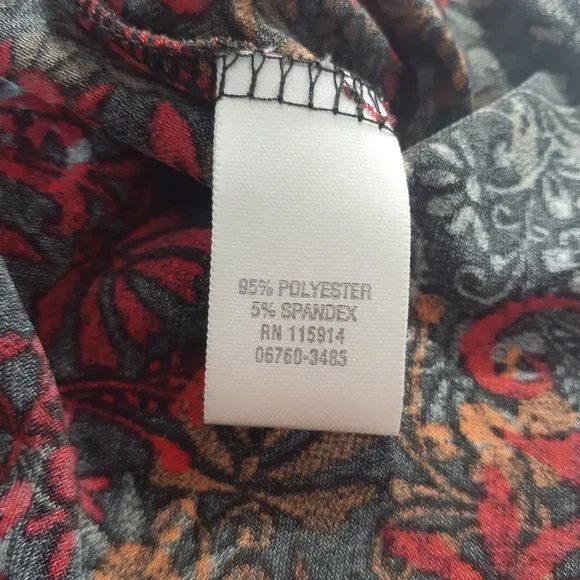 95% POLYESTER
5% SPANDEX
RN 115914
06760-3485